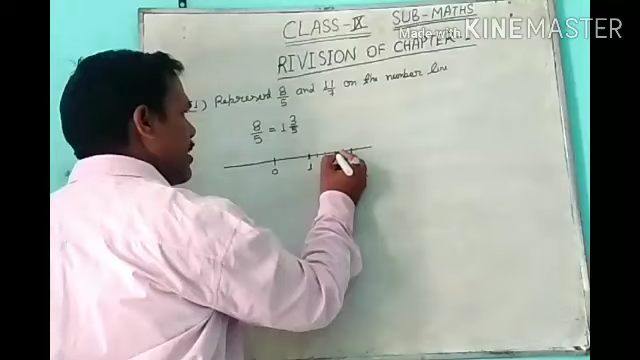 CLASS-IX SUB-MATHS
Made with KINEMASTER
RIVISION OF CHAPTER
1) Represend 8/5 and 11/7 on the number line
8/5 = 1 3/5
0 1